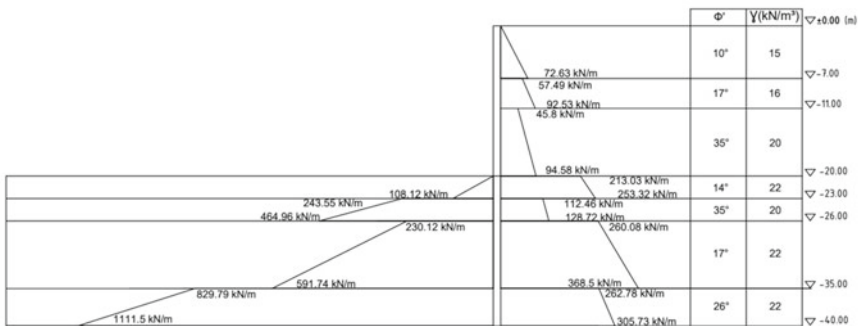 Φ' γ(kN/m³) ±0.00 (m)
10° 15
72.63 kN/m -7.00
57.49 kN/m
17° 16
92.53 kN/m -11.00
45.8 kN/m
35° 20
94.58 kN/m -20.00
213.03 kN/m
14° 22
108.12 kN/m 253.32 kN/m -23.00
243.55 kN/m 112.46 kN/m
35° 20
464.96 kN/m 128.72 kN/m -26.00
230.12 kN/m 260.08 kN/m
17° 22
591.74 kN/m 368.5 kN/m -35.00
829.79 kN/m 262.78 kN/m
26° 22
1111.5 kN/m 305.73 kN/m -40.00